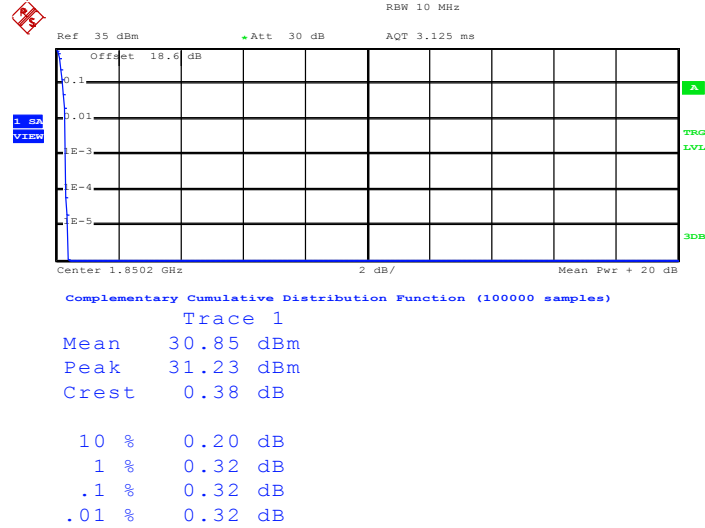 RBW 10 MHz
Ref 35 dBm * Att 30 dB AQT 3.125 ms
Offset 18.6 dB
0.1
A
0.01
1 SA
VIEW
TRG
LVL
1E-3
1E-4
1E-5
3DB
Center 1.8502 GHz 2 dB/ Mean Pwr + 20 dB
Complementary Cumulative Distribution Function (100000 samples)
Trace 1
Mean 30.85 dBm
Peak 31.23 dBm
Crest 0.38 dB
10 % 0.20 dB
1 % 0.32 dB
.1 % 0.32 dB
.01 % 0.32 dB